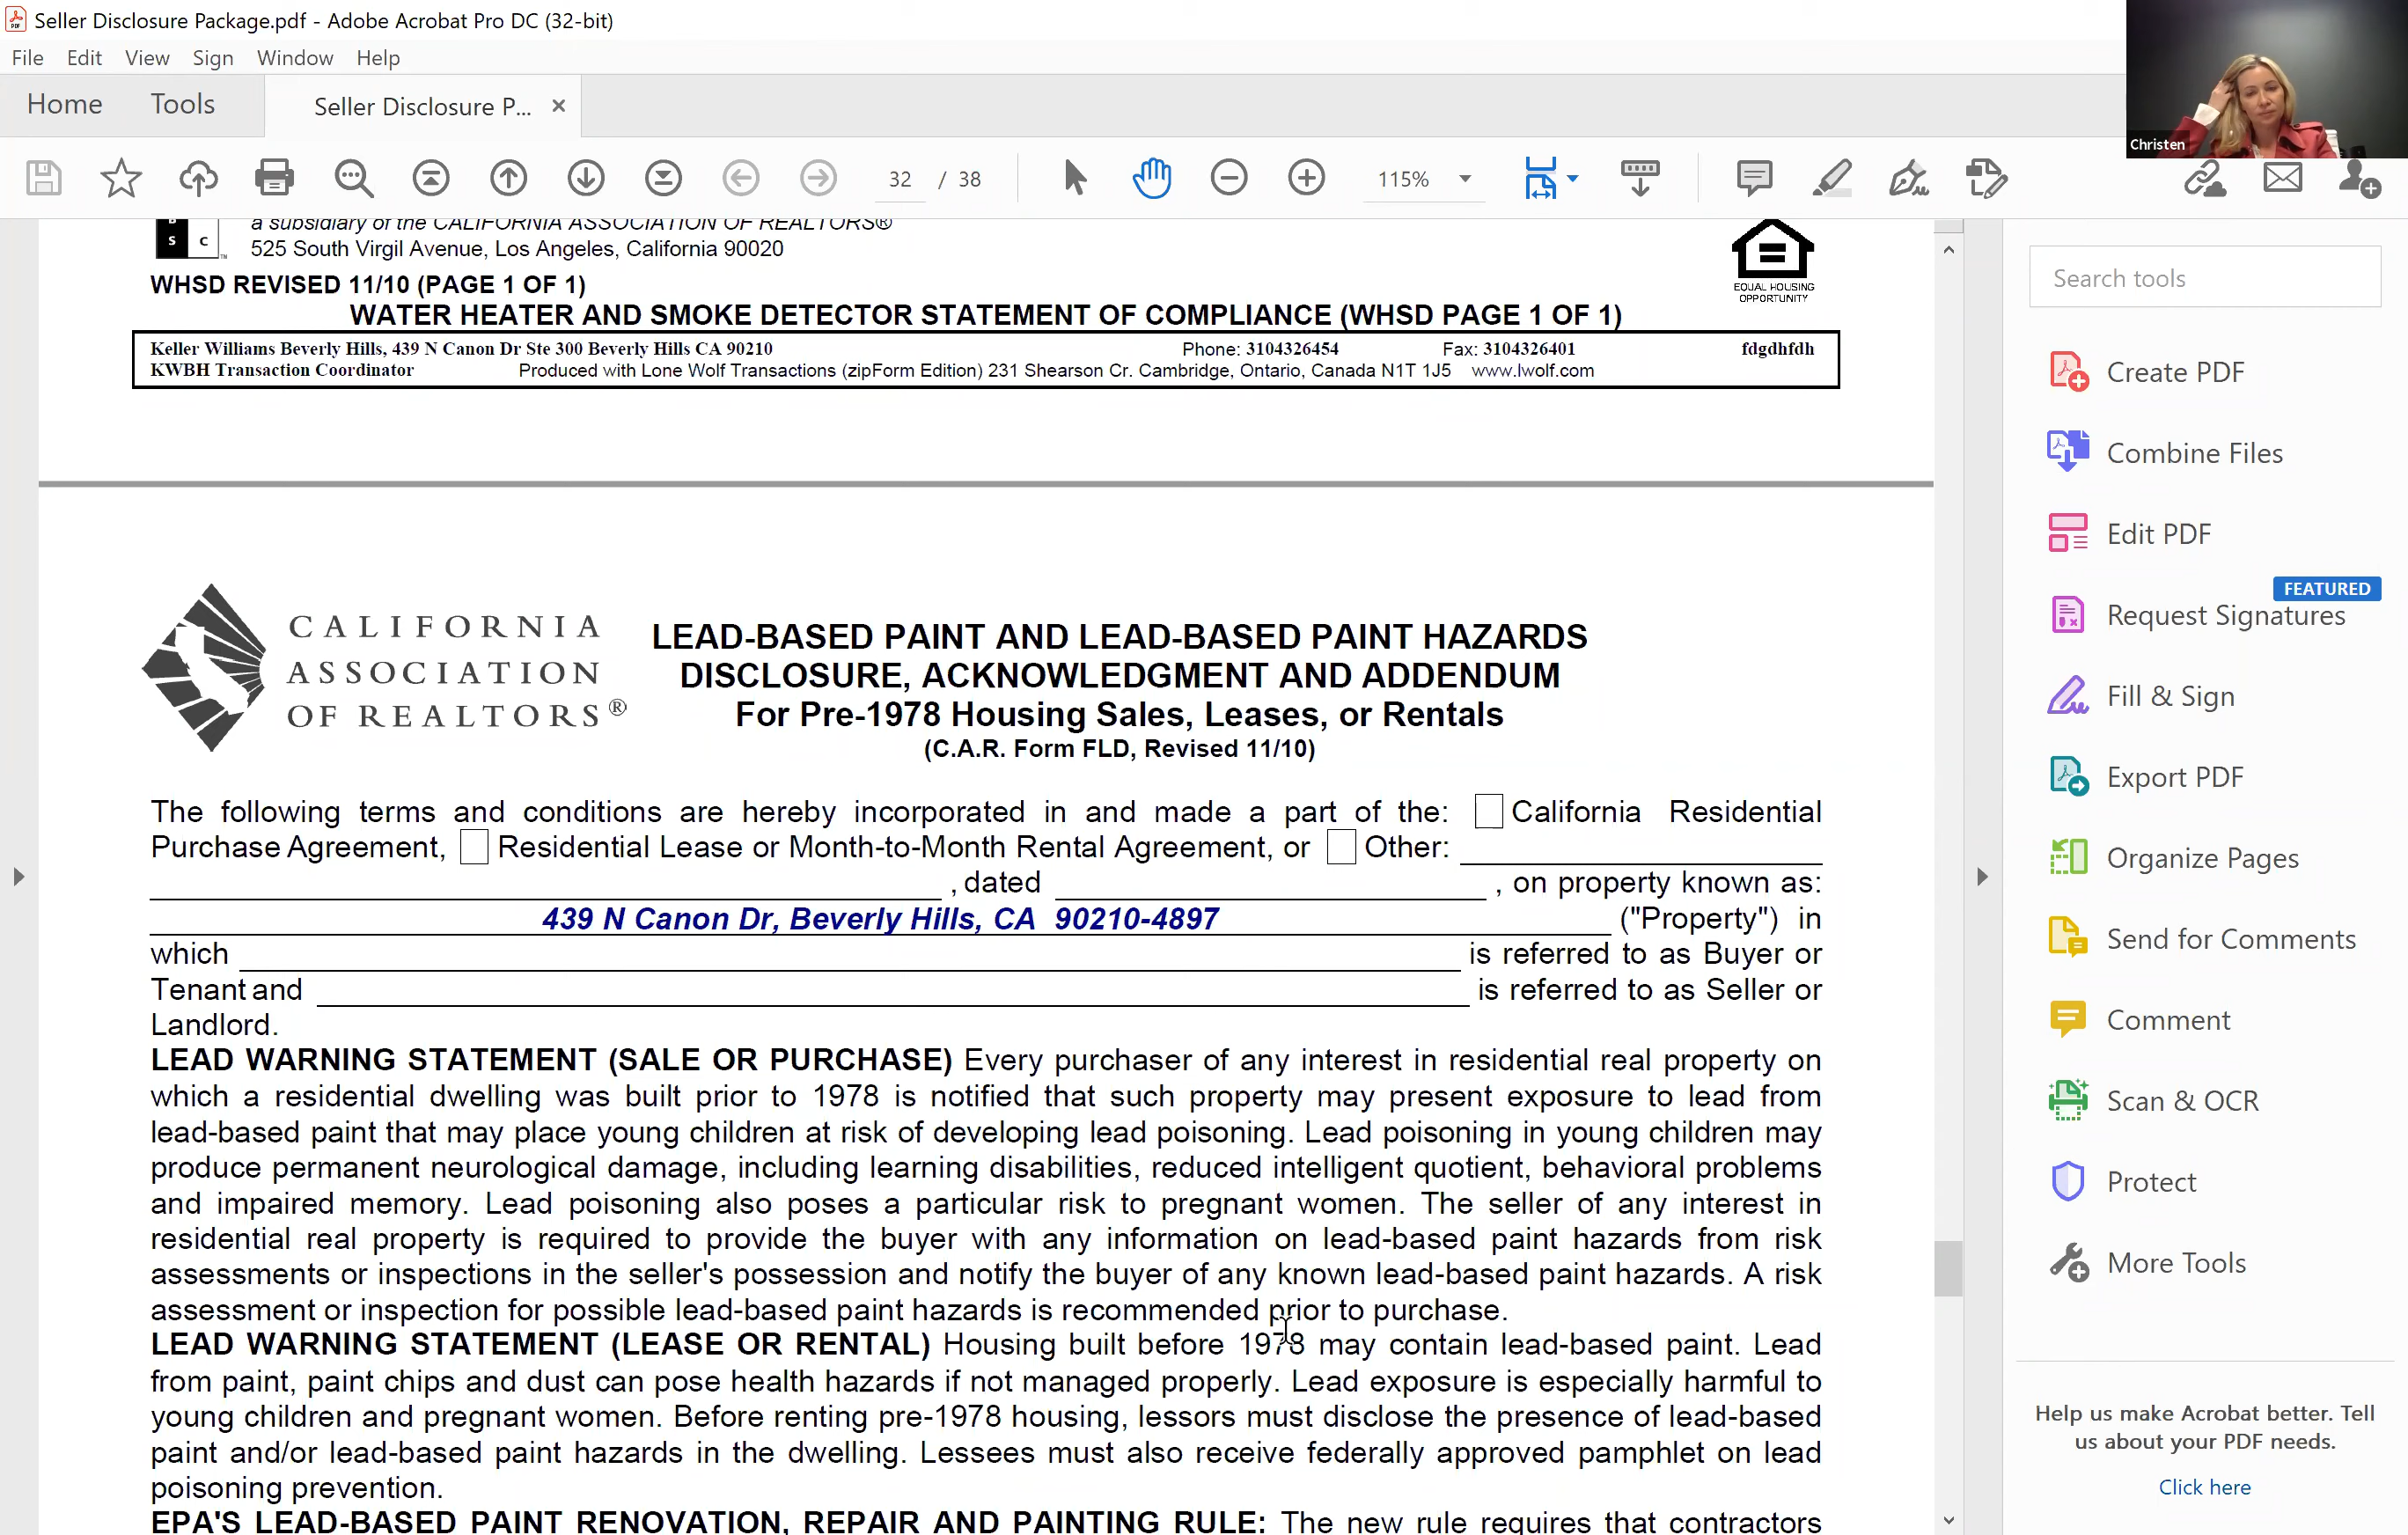 Seller Disclosure Package.pdf - Adobe Acrobat Pro DC (32-bit)
File Edit View Sign Window Help
Home Tools Seller Disclosure P... ×
Christen
32 / 38 115%
a subsidiary of the CALIFORNIA ASSOCIATION OF REALTORS®
S C ™ 525 South Virgil Avenue, Los Angeles, California 90020
EQUAL HOUSING
OPPORTUNITY
WHSD REVISED 11/10 (PAGE 1 OF 1)
WATER HEATER AND SMOKE DETECTOR STATEMENT OF COMPLIANCE (WHSD PAGE 1 OF 1)
Keller Williams Beverly Hills, 439 N Canon Dr Ste 300 Beverly Hills CA 90210 Phone: 3104326454 Fax: 3104326401 fdgdhfdh
KWBH Transaction Coordinator Produced with Lone Wolf Transactions (zipForm Edition) 231 Shearson Cr. Cambridge, Ontario, Canada N1T 1J5 www.lwolf.com
CALIFORNIA
ASSOCIATION
OF REALTORS®
LEAD-BASED PAINT AND LEAD-BASED PAINT HAZARDS
DISCLOSURE, ACKNOWLEDGMENT AND ADDENDUM
For Pre-1978 Housing Sales, Leases, or Rentals
(C.A.R. Form FLD, Revised 11/10)
The following terms and conditions are hereby incorporated in and made a part of the: California Residential
Purchase Agreement, Residential Lease or Month-to-Month Rental Agreement, or Other:
, dated , on property known as:
439 N Canon Dr, Beverly Hills, CA 90210-4897 ("Property") in
which is referred to as Buyer or
Tenant and is referred to as Seller or
Landlord.
LEAD WARNING STATEMENT (SALE OR PURCHASE) Every purchaser of any interest in residential real property on
which a residential dwelling was built prior to 1978 is notified that such property may present exposure to lead from
lead-based paint that may place young children at risk of developing lead poisoning. Lead poisoning in young children may
produce permanent neurological damage, including learning disabilities, reduced intelligent quotient, behavioral problems
and impaired memory. Lead poisoning also poses a particular risk to pregnant women. The seller of any interest in
residential real property is required to provide the buyer with any information on lead-based paint hazards from risk
assessments or inspections in the seller's possession and notify the buyer of any known lead-based paint hazards. A risk
assessment or inspection for possible lead-based paint hazards is recommended prior to purchase.
LEAD WARNING STATEMENT (LEASE OR RENTAL) Housing built before 1978 may contain lead-based paint. Lead
from paint, paint chips and dust can pose health hazards if not managed properly. Lead exposure is especially harmful to
young children and pregnant women. Before renting pre-1978 housing, lessors must disclose the presence of lead-based
paint and/or lead-based paint hazards in the dwelling. Lessees must also receive federally approved pamphlet on lead
poisoning prevention.
EPA'S LEAD-BASED PAINT RENOVATION, REPAIR AND PAINTING RULE: The new rule requires that contractors
Search tools
Create PDF
Combine Files
Edit PDF
FEATURED
Request Signatures
Fill & Sign
Export PDF
Organize Pages
Send for Comments
Comment
Scan & OCR
Protect
More Tools
Help us make Acrobat better. Tell
us about your PDF needs.
Click here